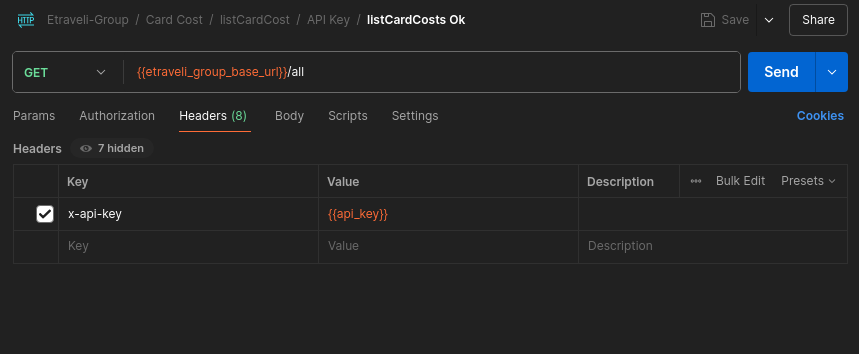 HTTP Etraveli-Group / Card Cost / listCardCost / API Key / listCardCosts Ok Save Share
GET {{etraveli_group_base_url}}/all Send
Params Authorization Headers (8) Body Scripts Settings Cookies
Headers 7 hidden
Key Value Description Bulk Edit Presets
x-api-key {{api_key}}
Key Value Description